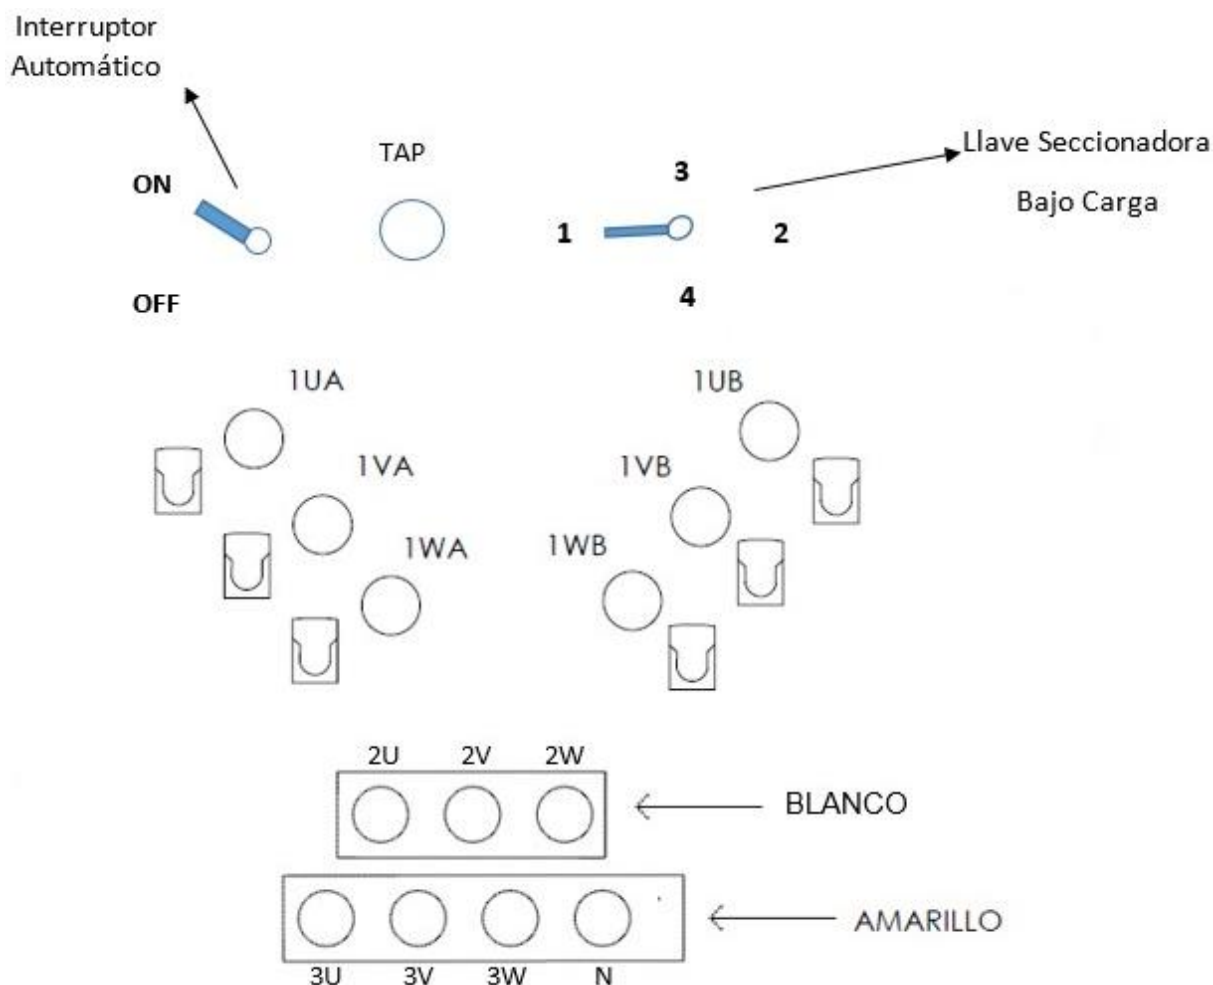 Interruptor
Automático
TAP
Llave Seccionadora
Bajo Carga
ON
3
1
2
OFF
4
1UA
1UB
1VA
1VB
1WA
1WB
2U 2V 2W
BLANCO
AMARILLO
3U 3V 3W N